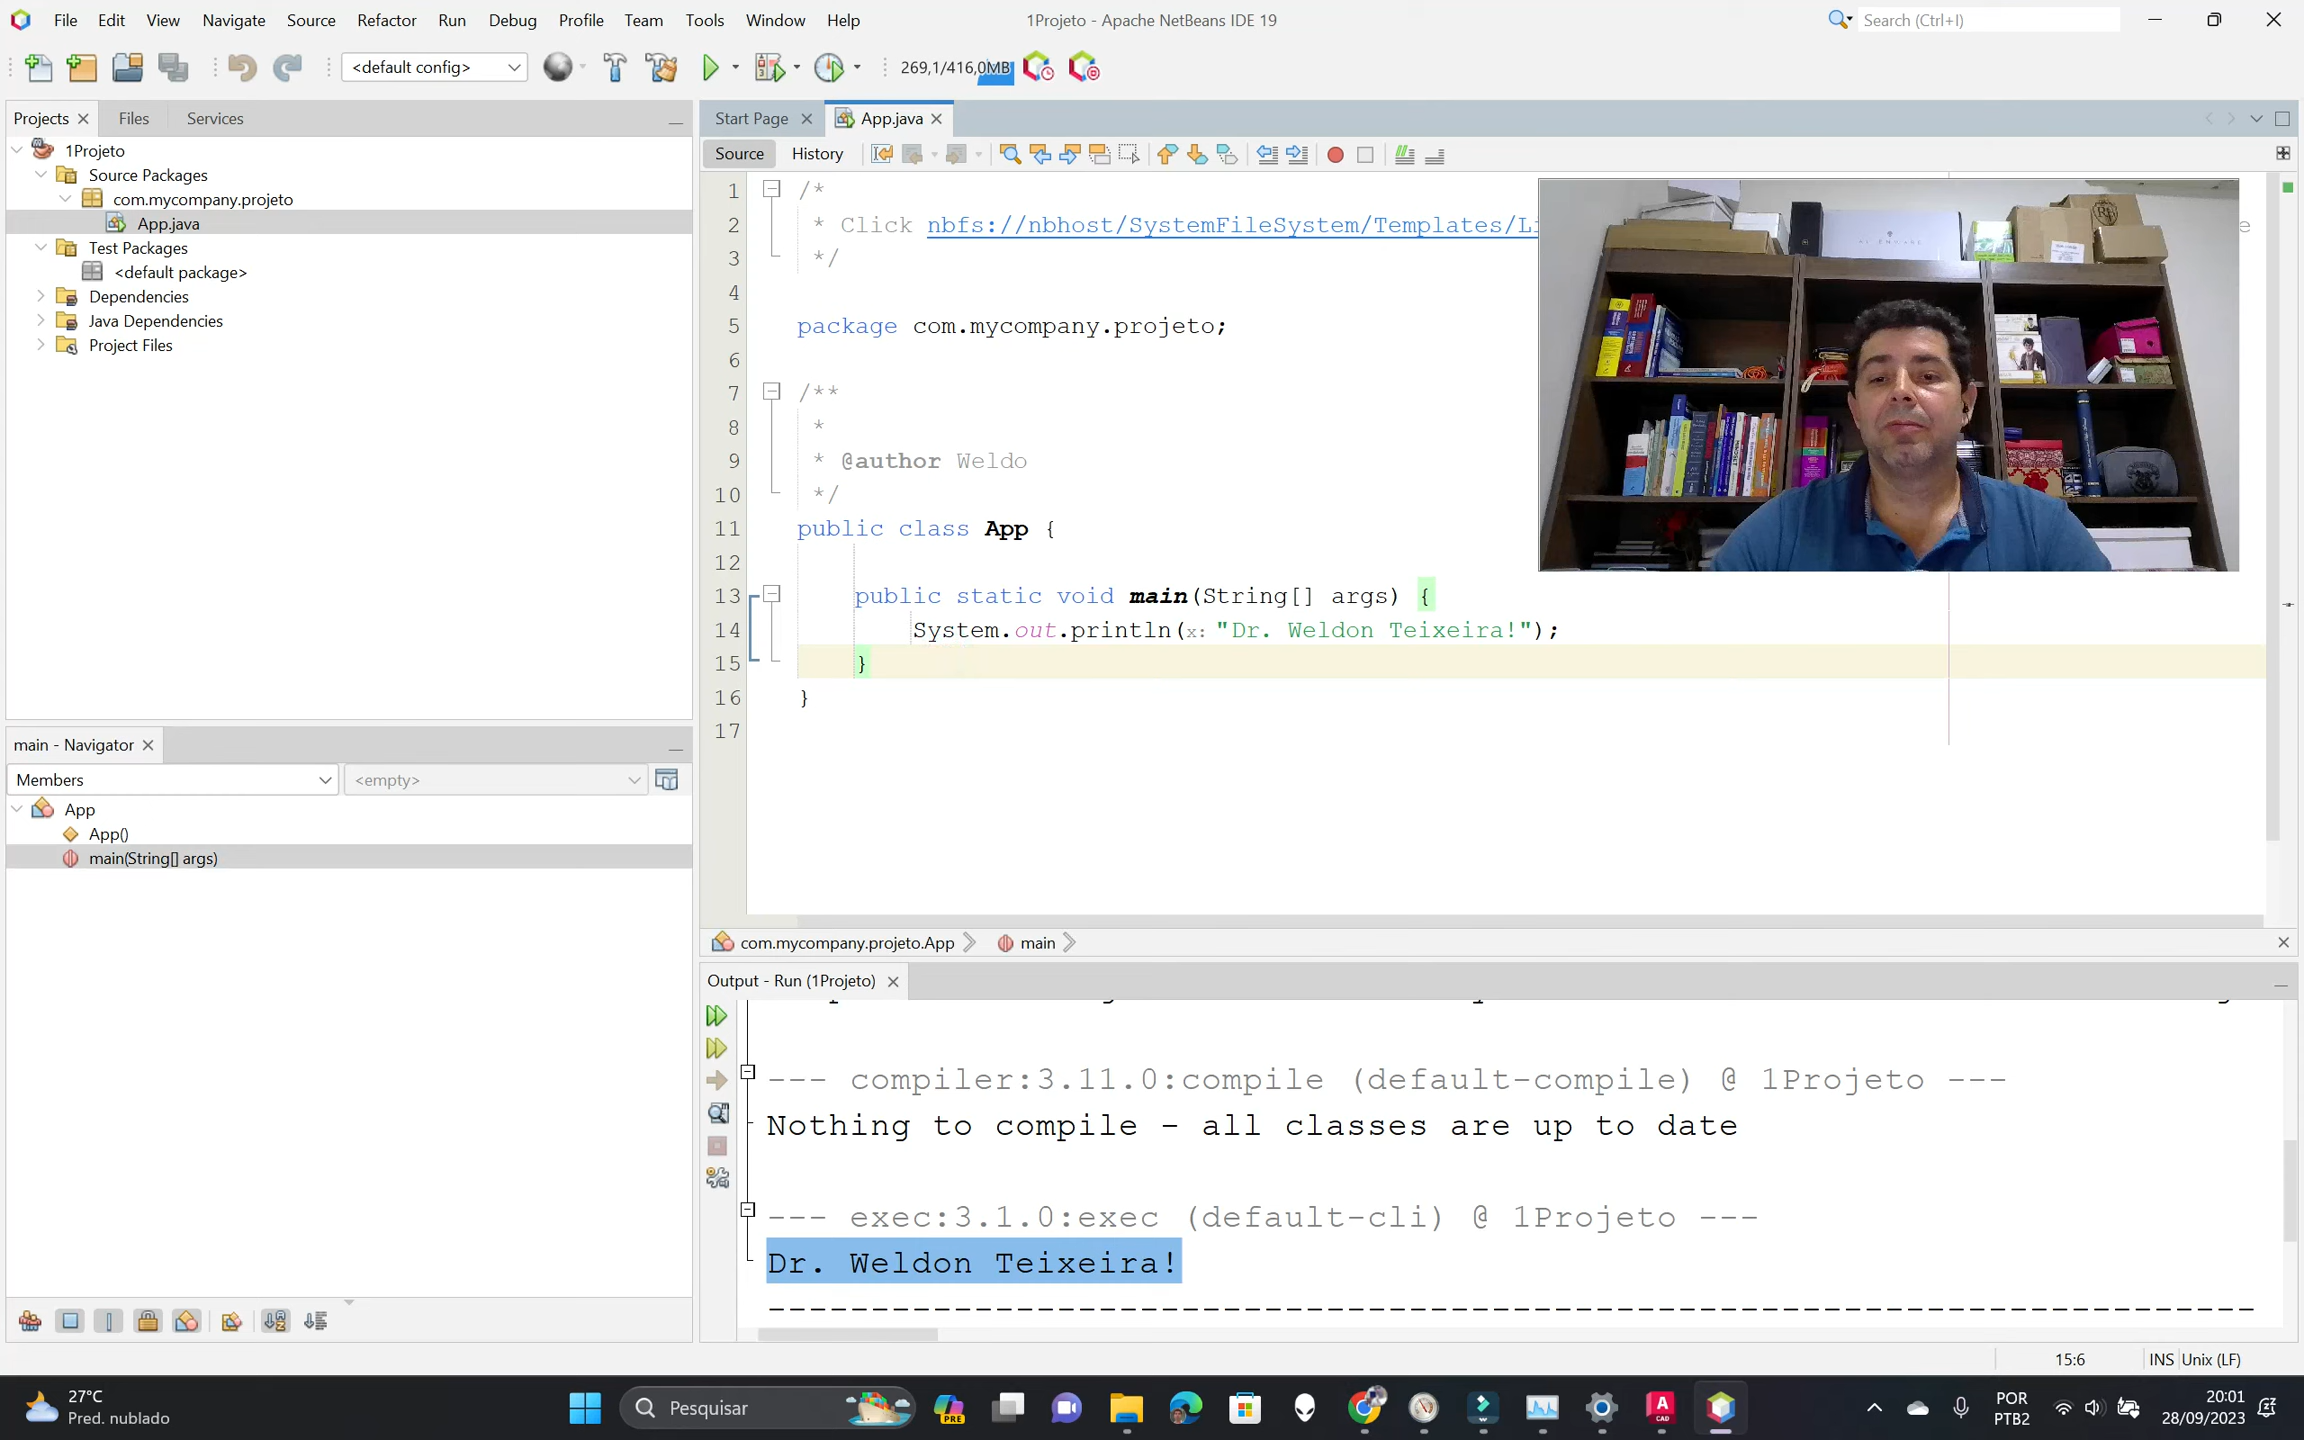 File Edit View Navigate Source Refactor Run Debug Profile Team Tools Window Help
1Projeto - Apache NetBeans IDE 19
Search (Ctrl+I)
<default config>
269,1/416,0MB
Projects Files Services
1Projeto
Source Packages
com.mycompany.projeto
App.java
Test Packages
<default package>
Dependencies
Java Dependencies
Project Files
main - Navigator
Members
<empty>
App
App()
main(String[] args)
Start Page App.java
Source History
1 /*
2 * Click nbfs://nbhost/SystemFileSystem/Templates/Li
3 */
4
5 package com.mycompany.projeto;
6
7 /**
8 *
9 * @author Weldo
10 */
11 public class App {
12
13 public static void main(String[] args) {
14 System.out.println(x: "Dr. Weldon Teixeira!");
15 }
16 }
17
com.mycompany.projeto.App main
Output - Run (1Projeto)
--- compiler:3.11.0:compile (default-compile) @ 1Projeto ---
Nothing to compile - all classes are up to date
--- exec:3.1.0:exec (default-cli) @ 1Projeto ---
Dr. Weldon Teixeira!
------------------------------------------------------------------------
15:6 INS Unix (LF)
27°C
Pred. nublado
Pesquisar
PRE
A
CAD
POR
PTB2
20:01
28/09/2023